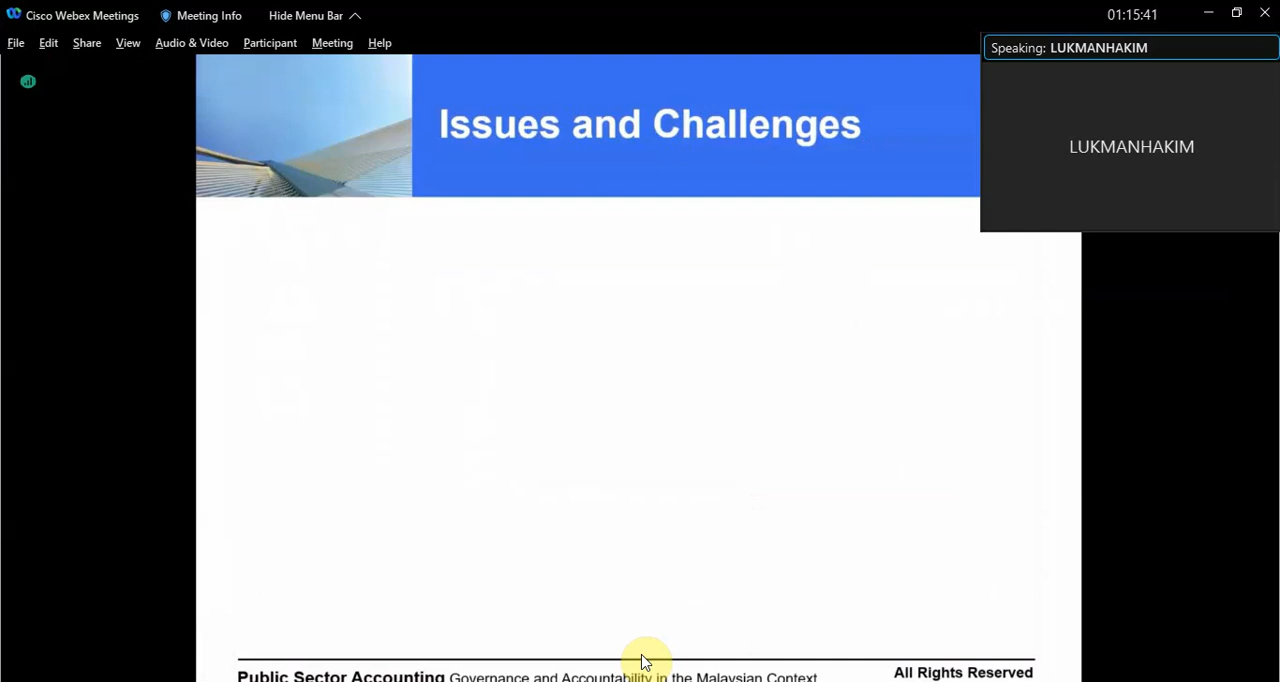 Cisco Webex Meetings Meeting Info Hide Menu Bar 01:15:41
File Edit Share View Audio & Video Participant Meeting Help
Speaking: LUKMANHAKIM
LUKMANHAKIM
Issues and Challenges
Public Sector Accounting Governance and Accountability in the Malaysian Context
All Rights Reserved